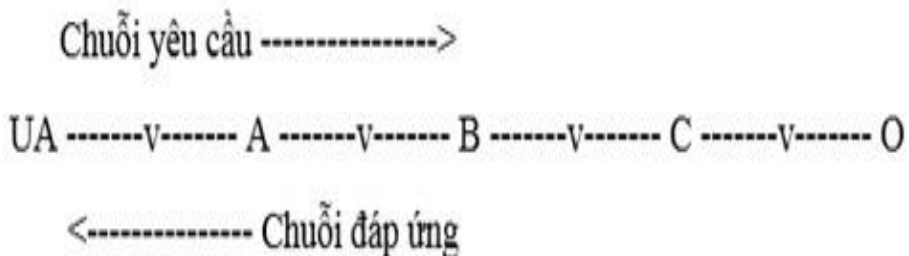 Chuỗi yêu cầu ---------------->
UA -------v------- A -------v------- B -------v------- C -------v------- O
<--------------- Chuỗi đáp ứng